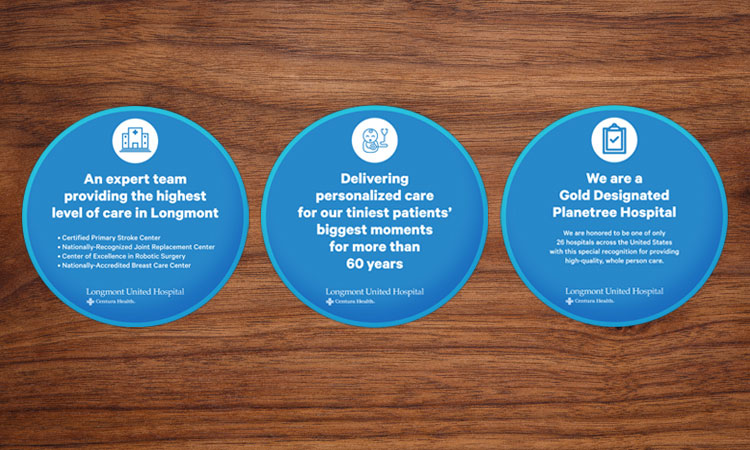 An expert team
providing the highest
level of care in Longmont
• Certified Primary Stroke Center
• Nationally-Recognized Joint Replacement Center
• Center of Excellence in Robotic Surgery
• Nationally-Accredited Breast Care Center
Longmont United Hospital
Centura Health.
Delivering
personalized care
for our tiniest patients'
biggest moments
for more than
60 years
Longmont United Hospital
Centura Health.
We are a
Gold Designated
Planetree Hospital
We are honored to be one of only
26 hospitals across the United States
with this special recognition for providing
high-quality, whole person care.
Longmont United Hospital
Centura Health.